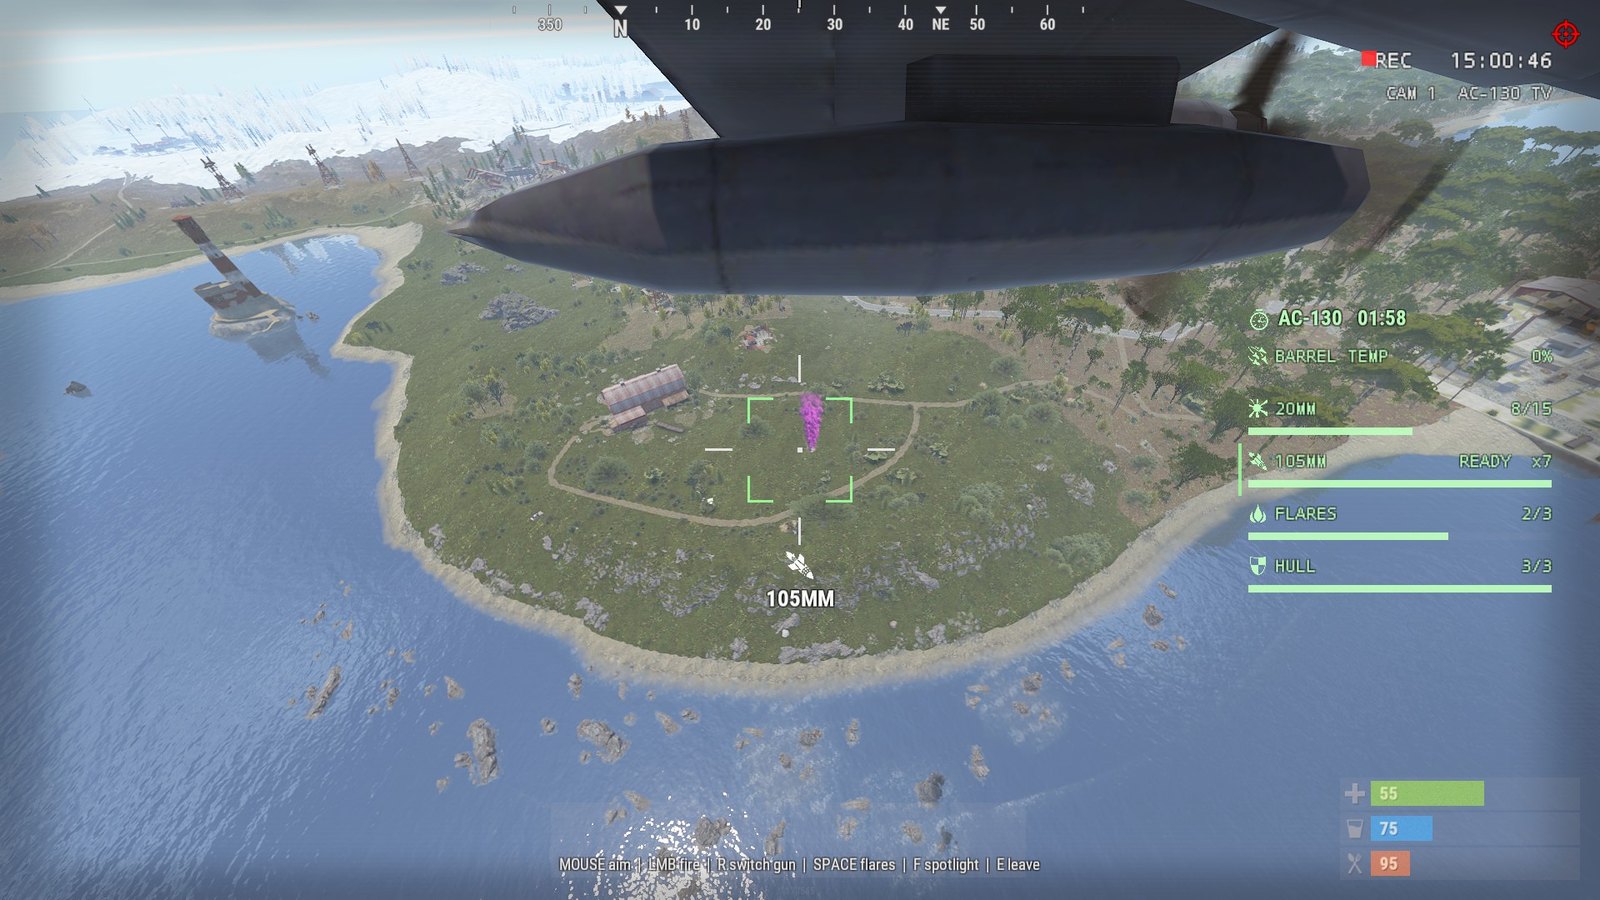 350 N 10 20 30 40 NE 50 60
REC 15:00:46
CAM 1 AC-130 TV
AC-130 01:58
BARREL TEMP 0%
20MM 8/15
105MM READY x7
FLARES 2/3
HULL 3/3
105MM
55
75
95
MOUSE aim | LMB fire | R switch gun | SPACE flares | F spotlight | E leave